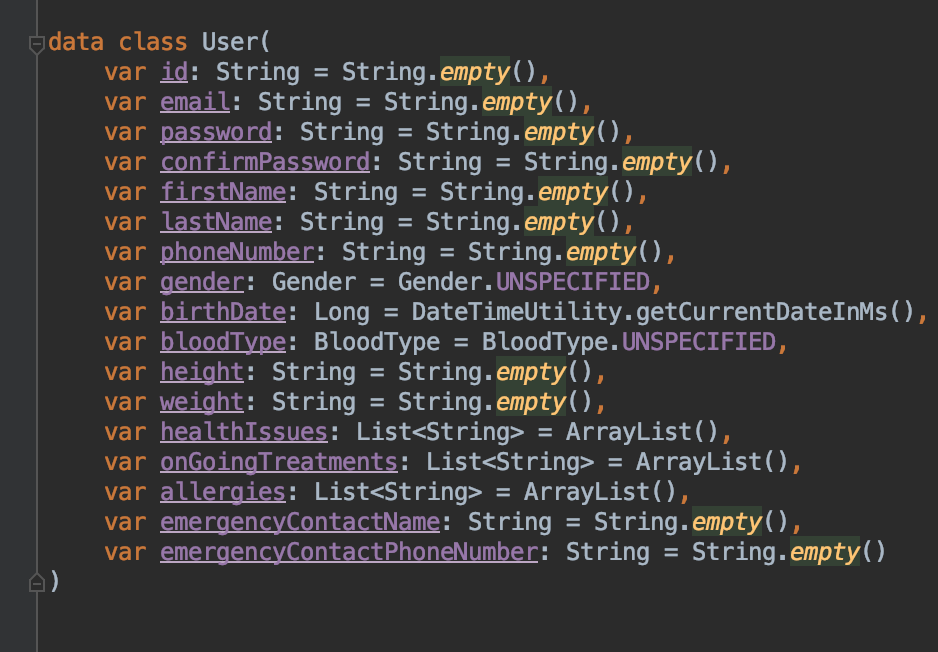 data class User(
    var id: String = String.empty(),
    var email: String = String.empty(),
    var password: String = String.empty(),
    var confirmPassword: String = String.empty(),
    var firstName: String = String.empty(),
    var lastName: String = String.empty(),
    var phoneNumber: String = String.empty(),
    var gender: Gender = Gender.UNSPECIFIED,
    var birthDate: Long = DateTimeUtility.getCurrentDateInMs(),
    var bloodType: BloodType = BloodType.UNSPECIFIED,
    var height: String = String.empty(),
    var weight: String = String.empty(),
    var healthIssues: List<String> = ArrayList(),
    var onGoingTreatments: List<String> = ArrayList(),
    var allergies: List<String> = ArrayList(),
    var emergencyContactName: String = String.empty(),
    var emergencyContactPhoneNumber: String = String.empty()
)